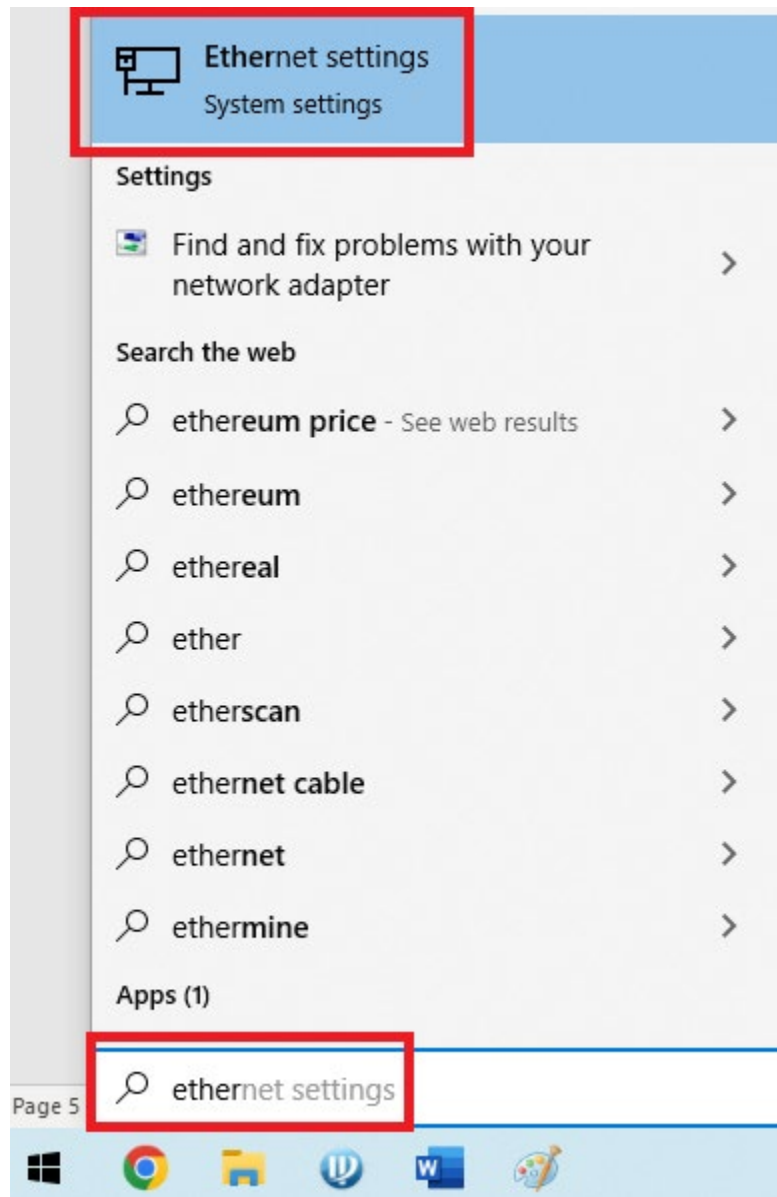 Ethernet settings
System settings
Settings
Find and fix problems with your
network adapter
Search the web
ethereum price - See web results
ethereum
ethereal
ether
etherscan
ethernet cable
ethernet
ethermine
Apps (1)
ethernet settings
Page 5
W